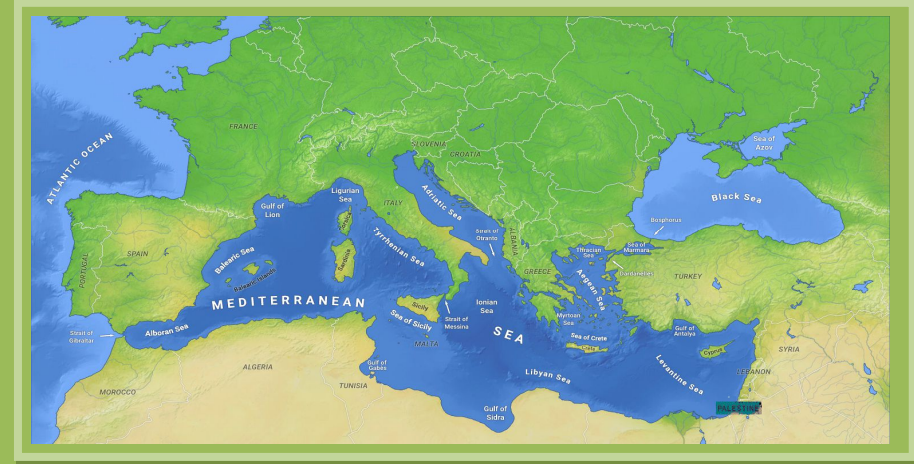 Sea of
Azov
ATLANTIC OCEAN
FRANCE
SLOVENIA
CROATIA
Ligurian
Sea
Black Sea
Adriatic Sea
ITALY
Gulf of
Lion
Corsica
Bosphorus
Strait of
Otranto
Tyrrhenian Sea
ALBANIA
Sea of
Marmara
SPAIN
PORTUGAL
Balearic Sea
Sardinia
Thracian
Sea
Balearic Islands
GREECE
Dardanelles
TURKEY
Aegean Sea
MEDITERRANEAN
SEA
Sicily
Ionian
Sea
Strait of
Messina
Sea of Sicily
Myrtoan
Sea
Alboran Sea
Strait of
Gibraltar
Gulf of
Antalya
Sea of Crete
Crete
MALTA
Cyprus
SYRIA
LEBANON
Gulf of
Gabès
ALGERIA
Libyan Sea
Levantine Sea
TUNISIA
MOROCCO
Gulf of
Sidra
PALESTINE